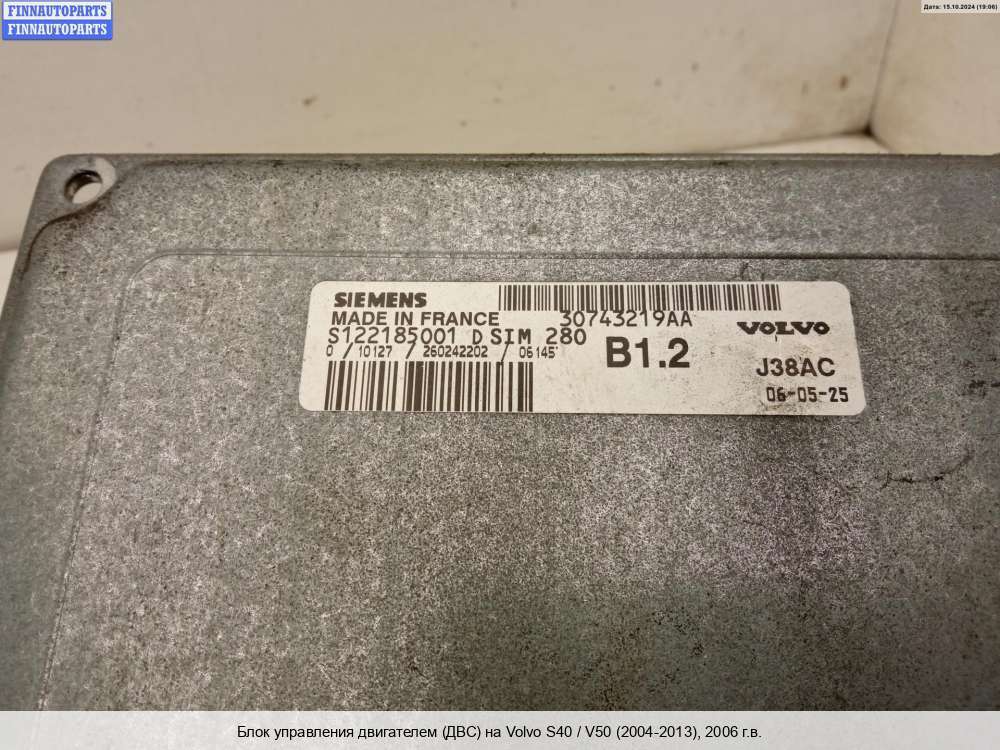 FINNAUTOPARTS
FINNAUTOPARTS
Дата: 15.10.2024 (19:06)
SIEMENS
MADE IN FRANCE 30743219AA
S122185001 D SIM 280
0 / 10127 / 260242202 / 06145
B1.2
VOLVO
J38AC
06-05-25
Блок управления двигателем (ДВС) на Volvo S40 / V50 (2004-2013), 2006 г.в.